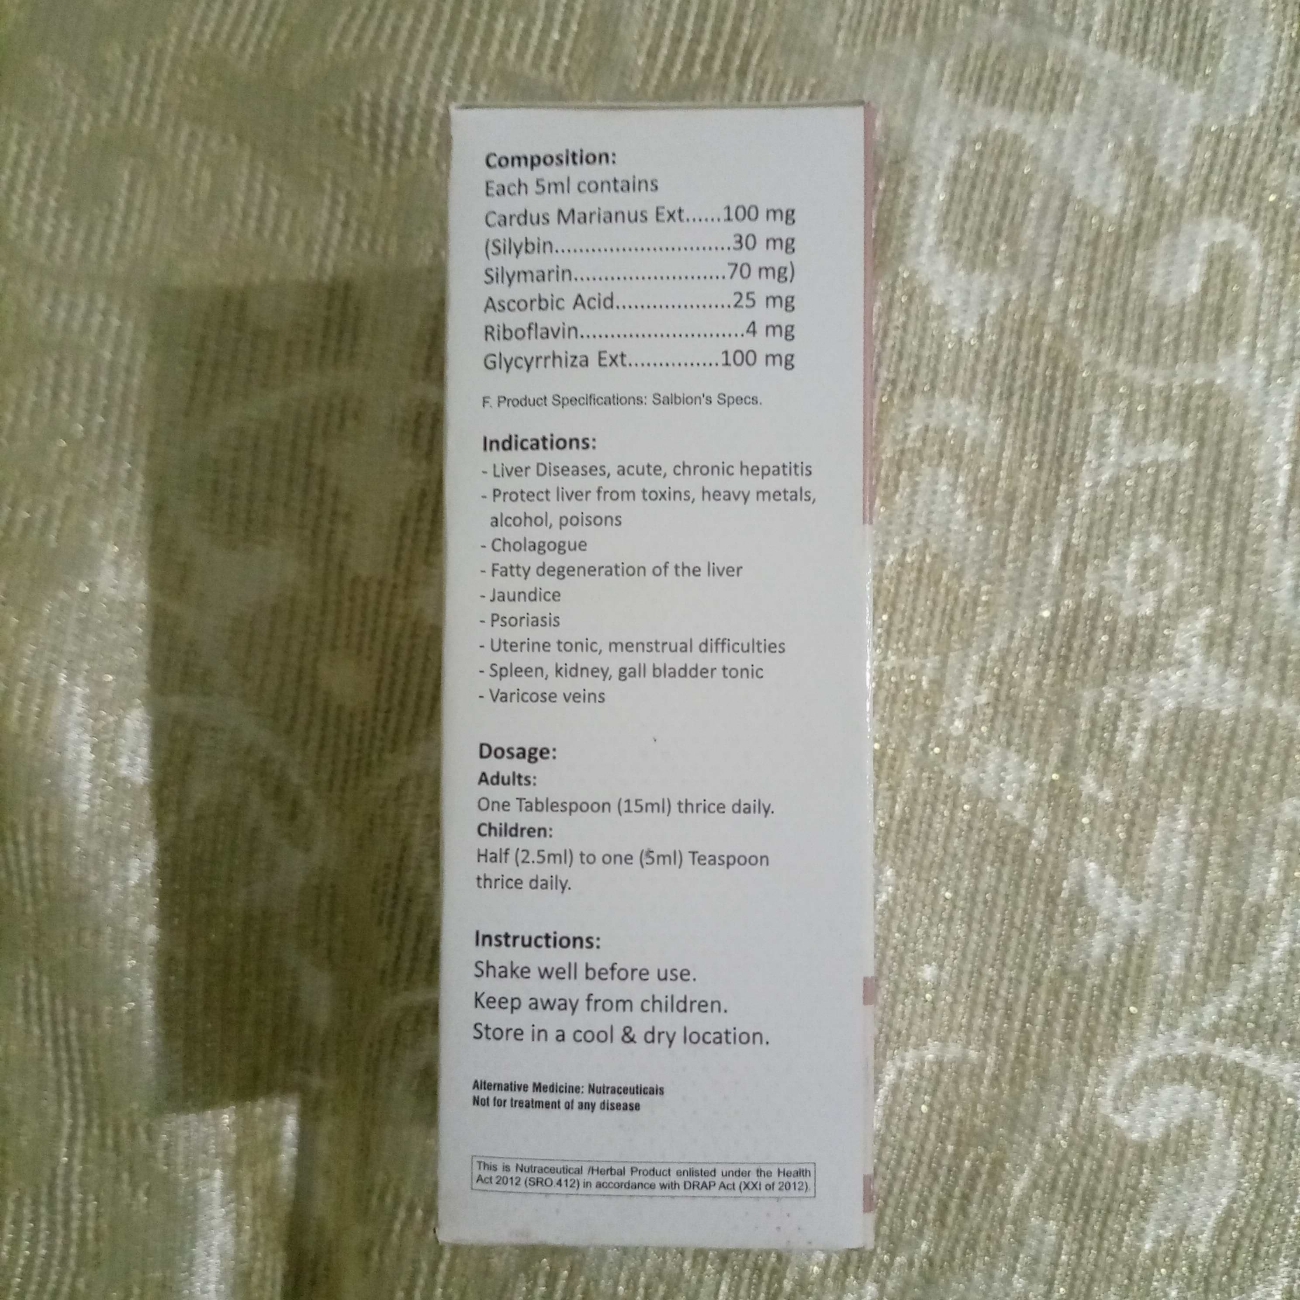 Composition:
Each 5ml contains
Cardus Marianus Ext......100 mg
(Silybin..............................30 mg
Silymarin..........................70 mg)
Ascorbic Acid....................25 mg
Riboflavin............................4 mg
Glycyrrhiza Ext...............100 mg
F. Product Specifications: Salbion's Specs.
Indications:
- Liver Diseases, acute, chronic hepatitis
- Protect liver from toxins, heavy metals,
alcohol, poisons
- Cholagogue
- Fatty degeneration of the liver
- Jaundice
- Psoriasis
- Uterine tonic, menstrual difficulties
- Spleen, kidney, gall bladder tonic
- Varicose veins
Dosage:
Adults:
One Tablespoon (15ml) thrice daily.
Children:
Half (2.5ml) to one (5ml) Teaspoon
thrice daily.
Instructions:
Shake well before use.
Keep away from children.
Store in a cool & dry location.
Alternative Medicine: Nutraceuticals
Not for treatment of any disease
This is Nutraceutical /Herbal Product enlisted under the Health
Act 2012 (SRO.412) in accordance with DRAP Act (XXI of 2012).